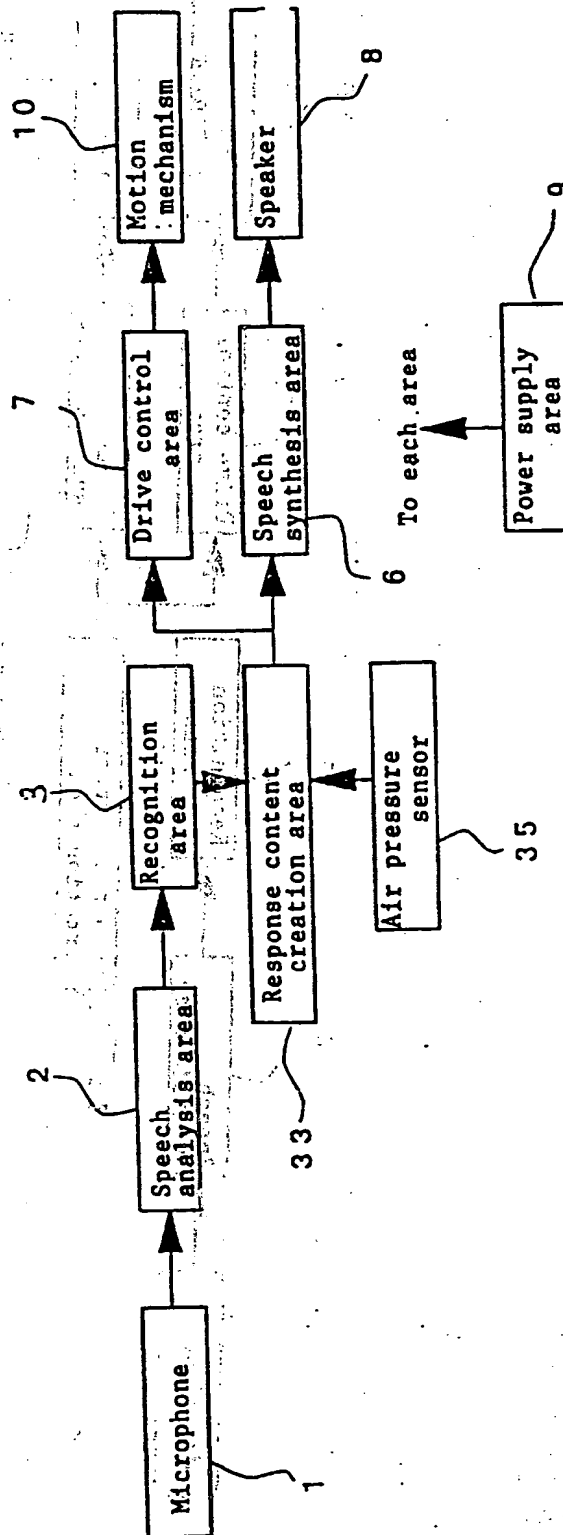 Microphone
1
Speech
analysis area
2
Recognition
area
3
Response content
creation area
33
Air pressure
sensor
35
Drive control
area
7
Motion
mechanism
10
Speech
synthesis area
6
Speaker
8
To each area
Power supply
area
9